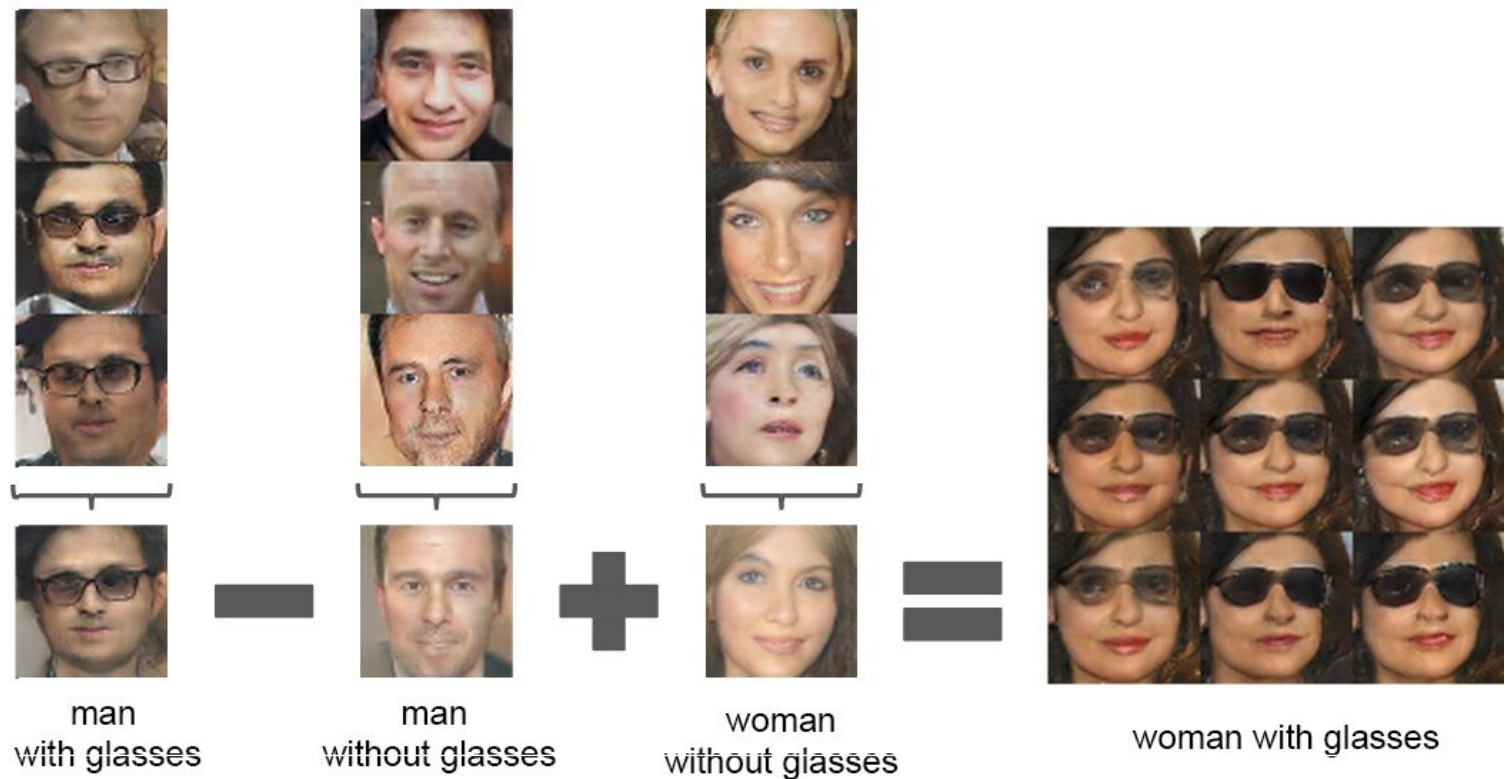 man
with glasses
man
without glasses
woman
without glasses
woman with glasses